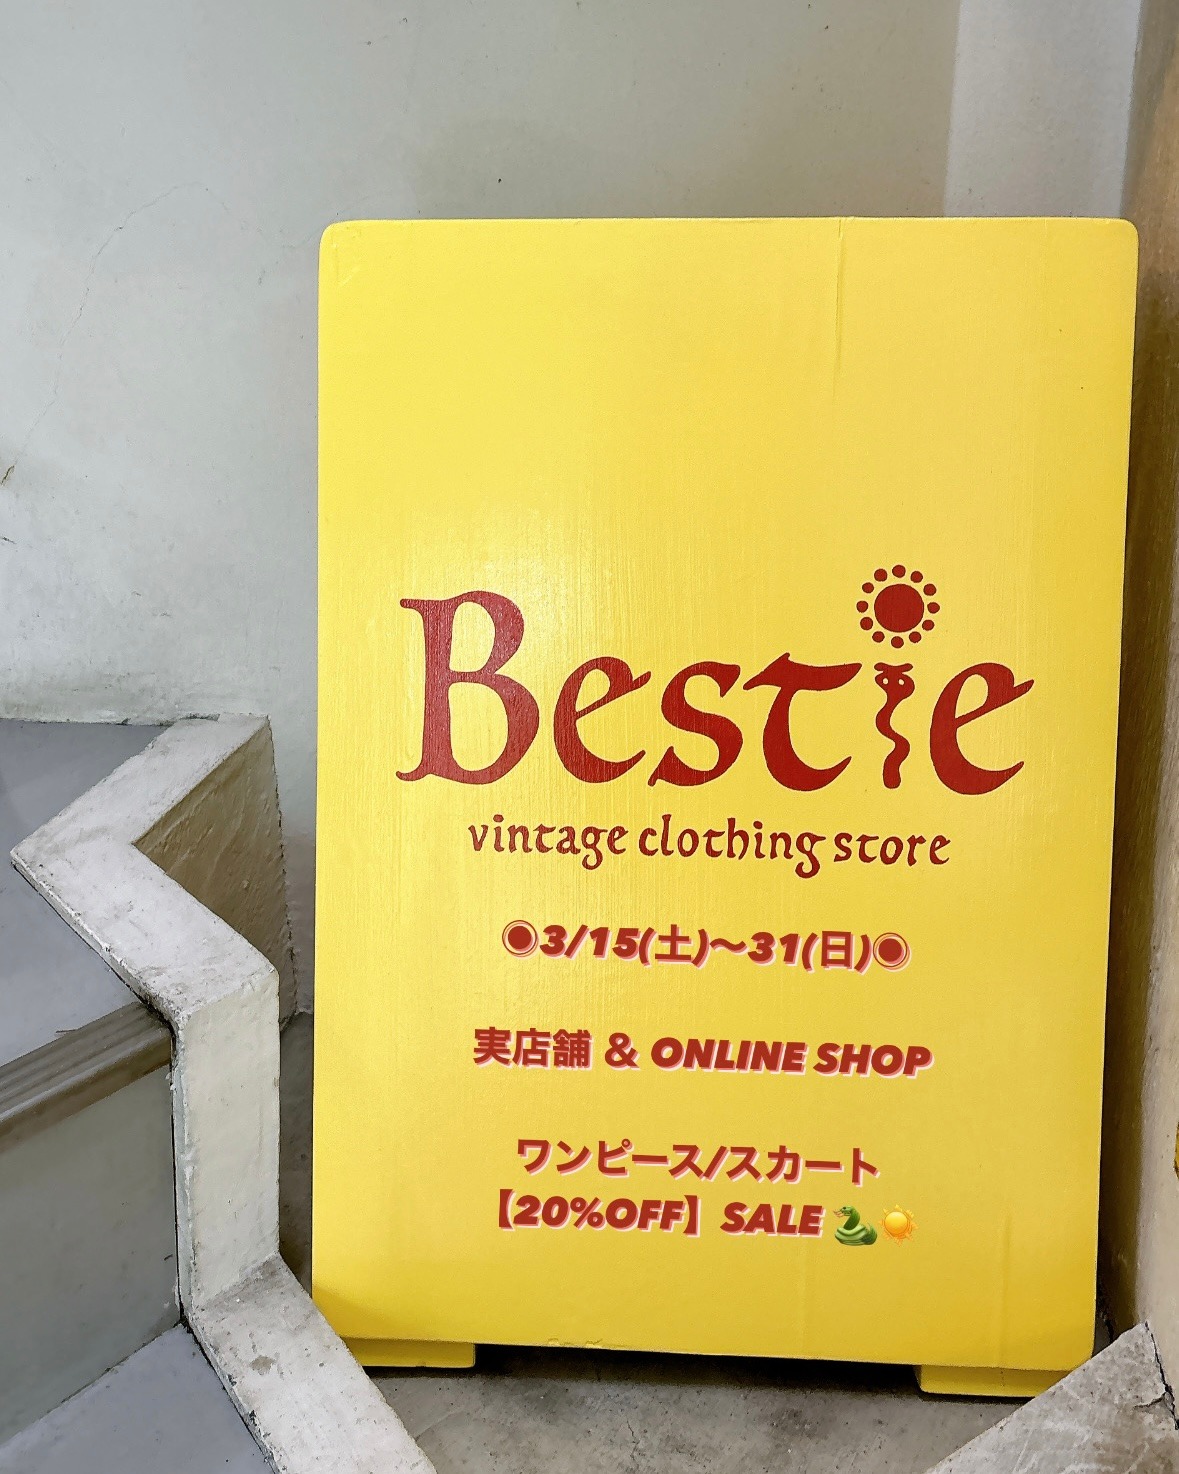 Bestie
vintage clothing store
◉3/15(土)〜31(日)◉
実店舗 & ONLINE SHOP
ワンピース/スカート
【20%OFF】SALE🐍☀️